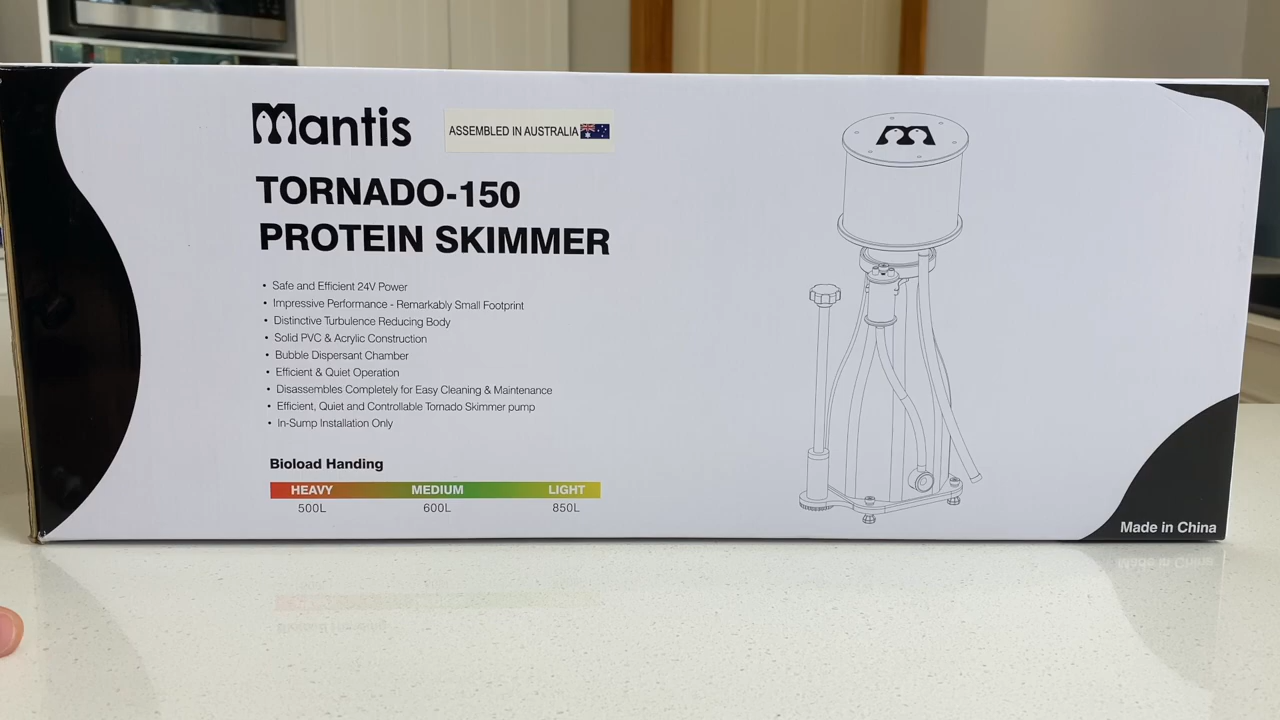 Mantis
ASSEMBLED IN AUSTRALIA
TORNADO-150
PROTEIN SKIMMER
• Safe and Efficient 24V Power
• Impressive Performance - Remarkably Small Footprint
• Distinctive Turbulence Reducing Body
• Solid PVC & Acrylic Construction
• Bubble Dispersant Chamber
• Efficient & Quiet Operation
• Disassembles Completely for Easy Cleaning & Maintenance
• Efficient, Quiet and Controllable Tornado Skimmer pump
• In-Sump Installation Only
Bioload Handing
HEAVY MEDIUM LIGHT
500L 600L 850L
Made in China